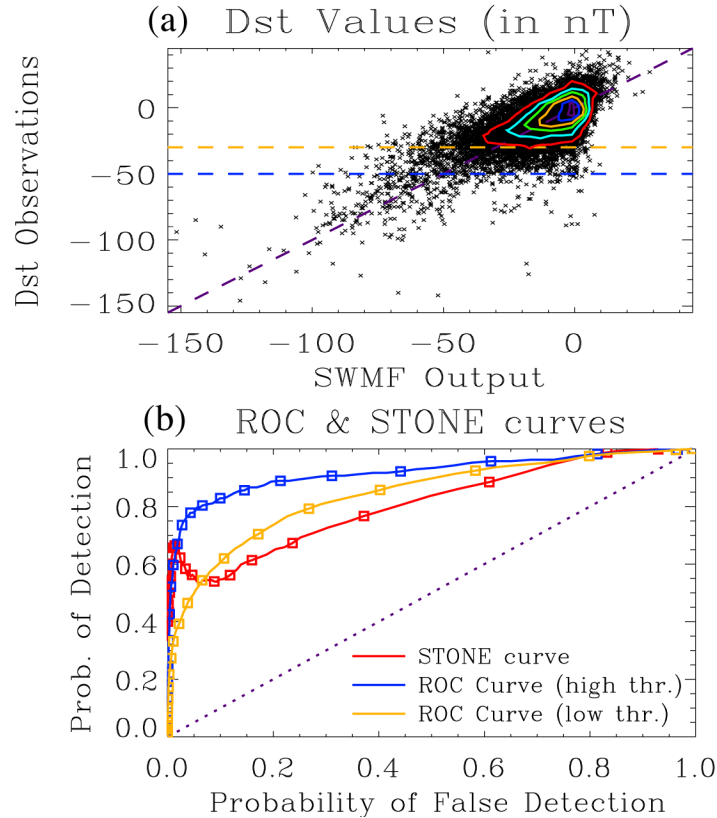 (a) Dst Values (in nT)
Dst Observations
0
−50
−100
−150
−150 −100 −50 0
SWMF Output
(b) ROC & STONE curves
Prob. of Detection
1.0
0.8
0.6
0.4
0.2
0.0
STONE curve
ROC Curve (high thr.)
ROC Curve (low thr.)
0.0 0.2 0.4 0.6 0.8 1.0
Probability of False Detection